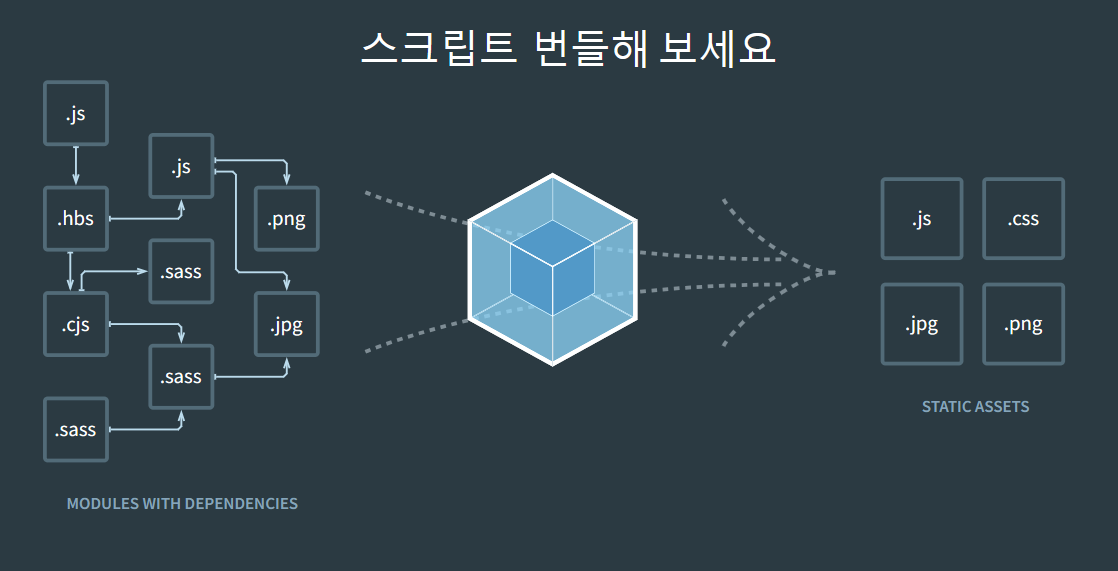 스크립트 번들해 보세요
.js
.js
.hbs
.png
.sass
.cjs
.jpg
.sass
.sass
MODULES WITH DEPENDENCIES
.js
.css
.jpg
.png
STATIC ASSETS